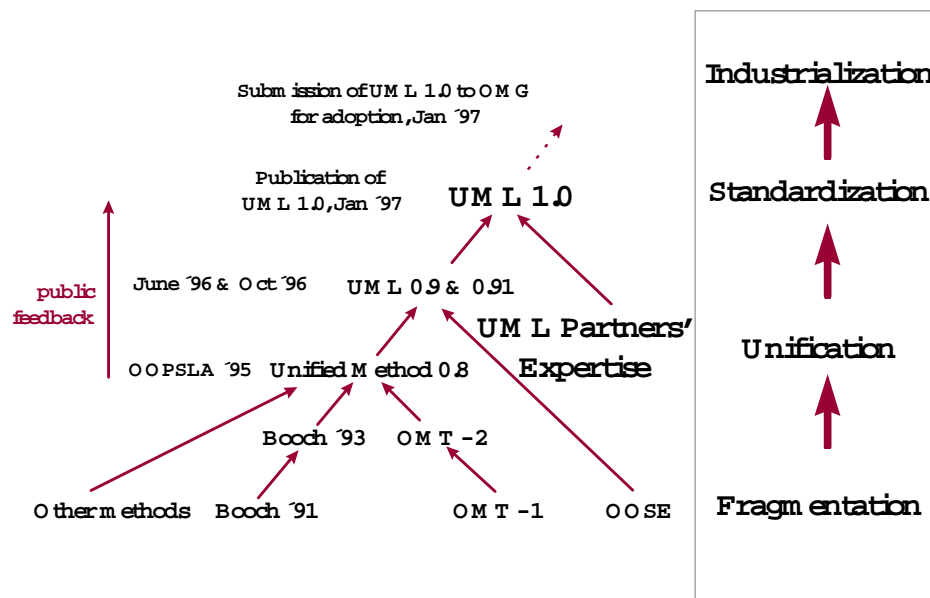 Submission of UML 1.0 to OMG
for adoption, Jan ´97
Publication of
UML 1.0, Jan ´97
UML 1.0
public
feedback
June ´96 & Oct ´96
UML 0.9 & 0.91
UML Partners’
Expertise
OOPSLA ´95
Unified Method 0.8
Booch ´93
OMT-2
Other methods
Booch ´91
OMT-1
OOSE
Industrialization
Standardization
Unification
Fragmentation